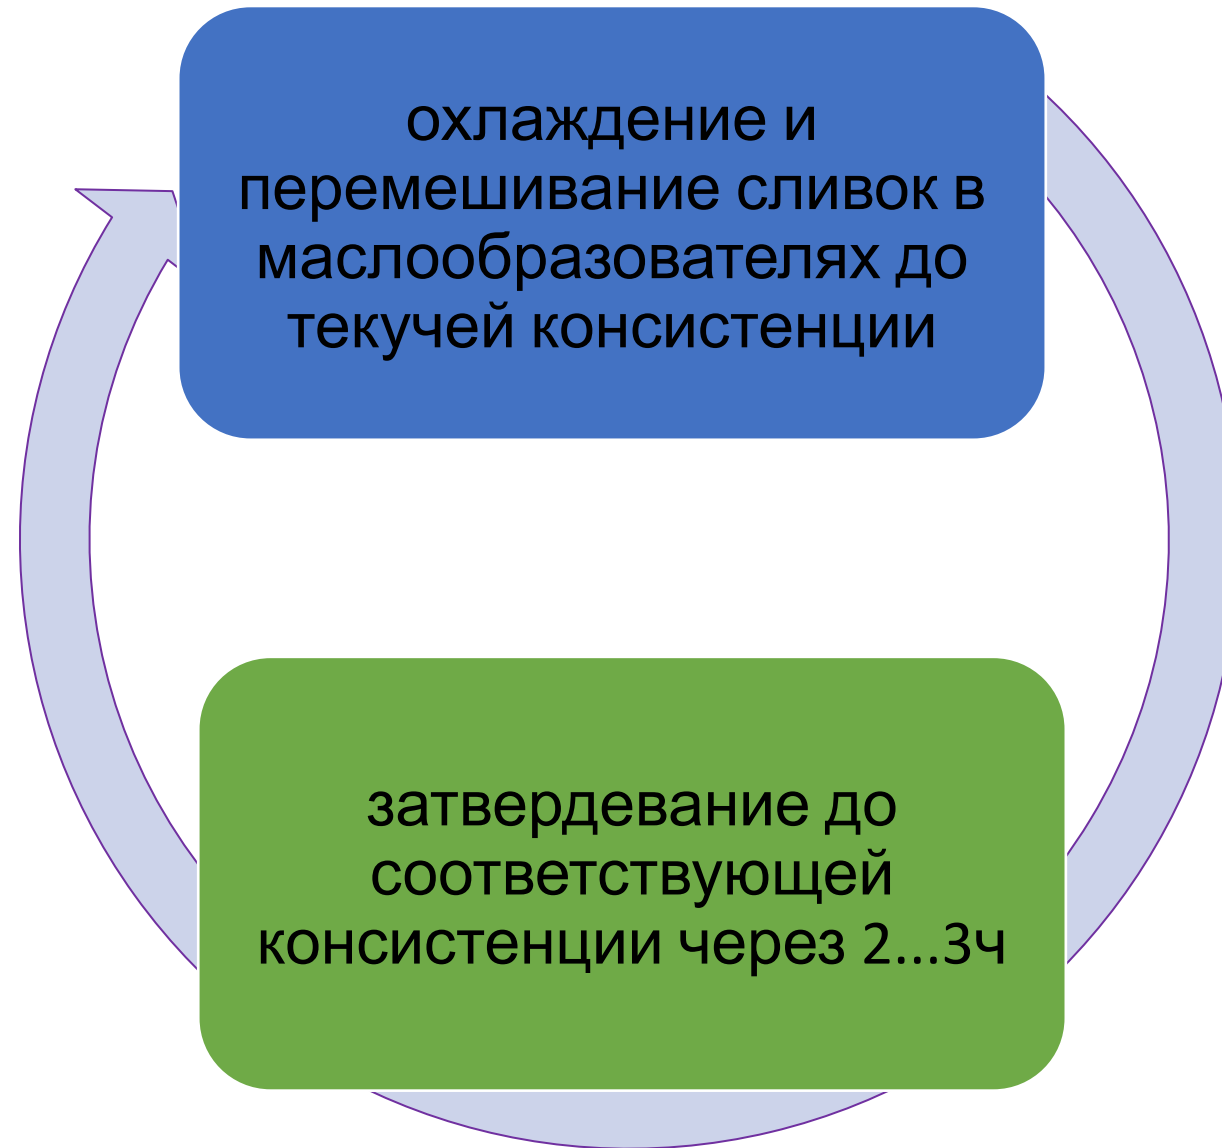 охлаждение и
перемешивание сливок в
маслообразователях до
текучей консистенции
затвердевание до
соответствующей
консистенции через 2...3ч